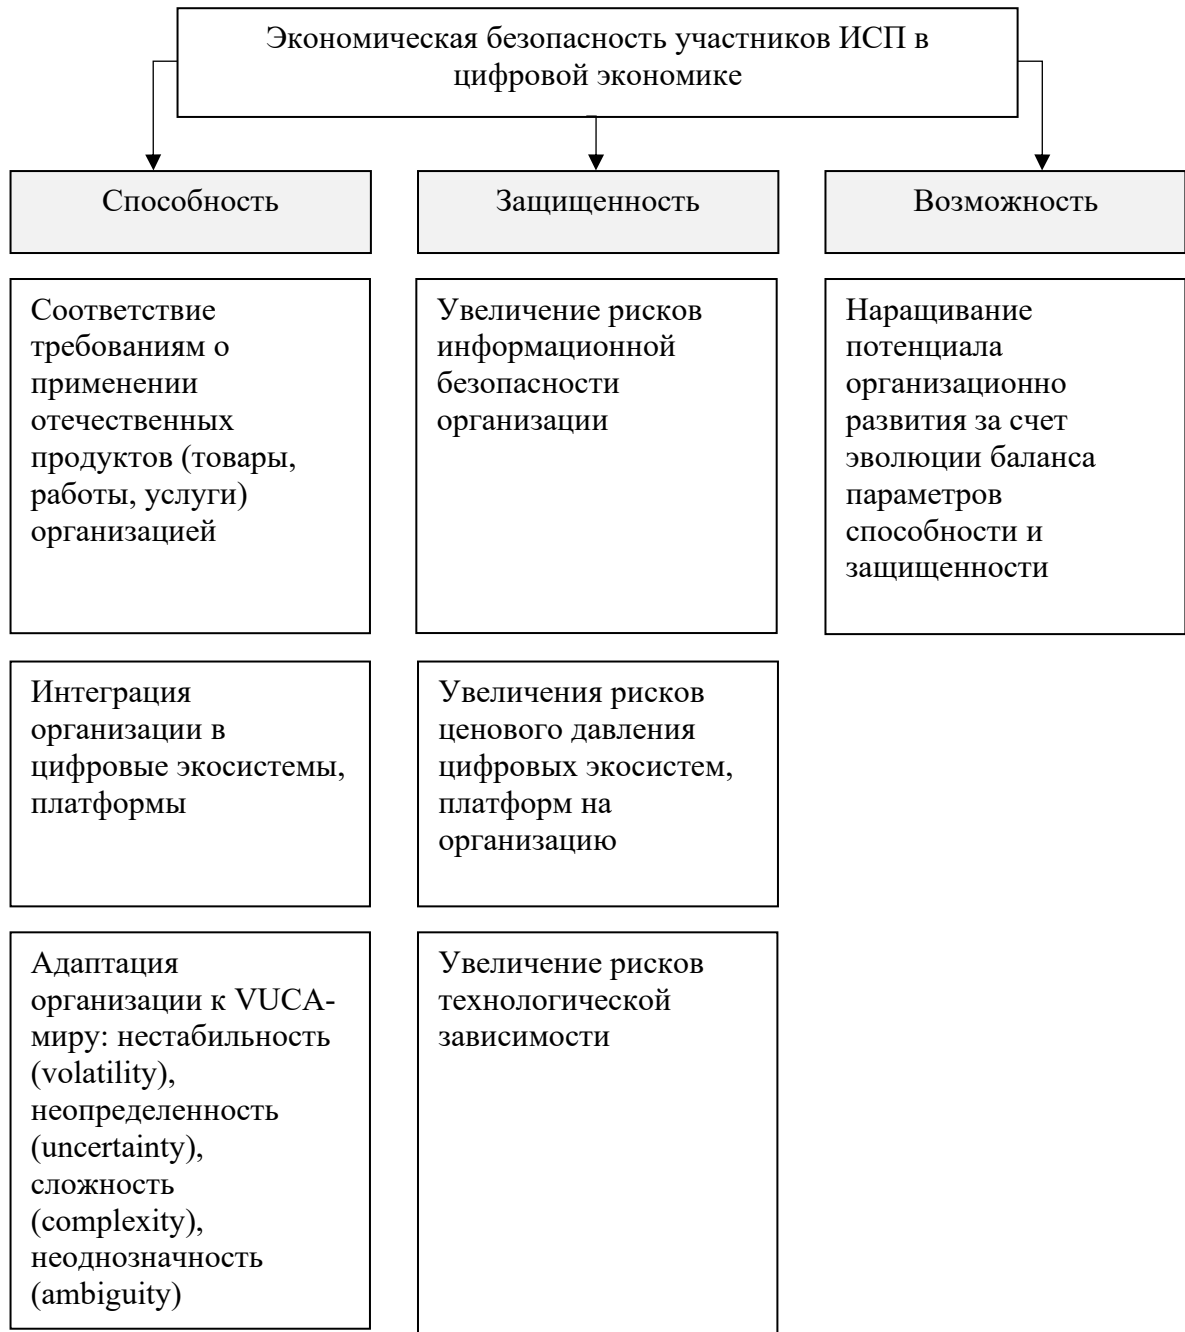 Экономическая безопасность участников ИСП в
цифровой экономике
Способность
Защищенность
Возможность
Соответствие
требованиям о
применении
отечественных
продуктов (товары,
работы, услуги)
организацией
Увеличение рисков
информационной
безопасности
организации
Наращивание
потенциала
организационно
развития за счет
эволюции баланса
параметров
способности и
защищенности
Интеграция
организации в
цифровые экосистемы,
платформы
Увеличения рисков
ценового давления
цифровых экосистем,
платформ на
организацию
Адаптация
организации к VUCA-
миру: нестабильность
(volatility),
неопределенность
(uncertainty),
сложность
(complexity),
неоднозначность
(ambiguity)
Увеличение рисков
технологической
зависимости